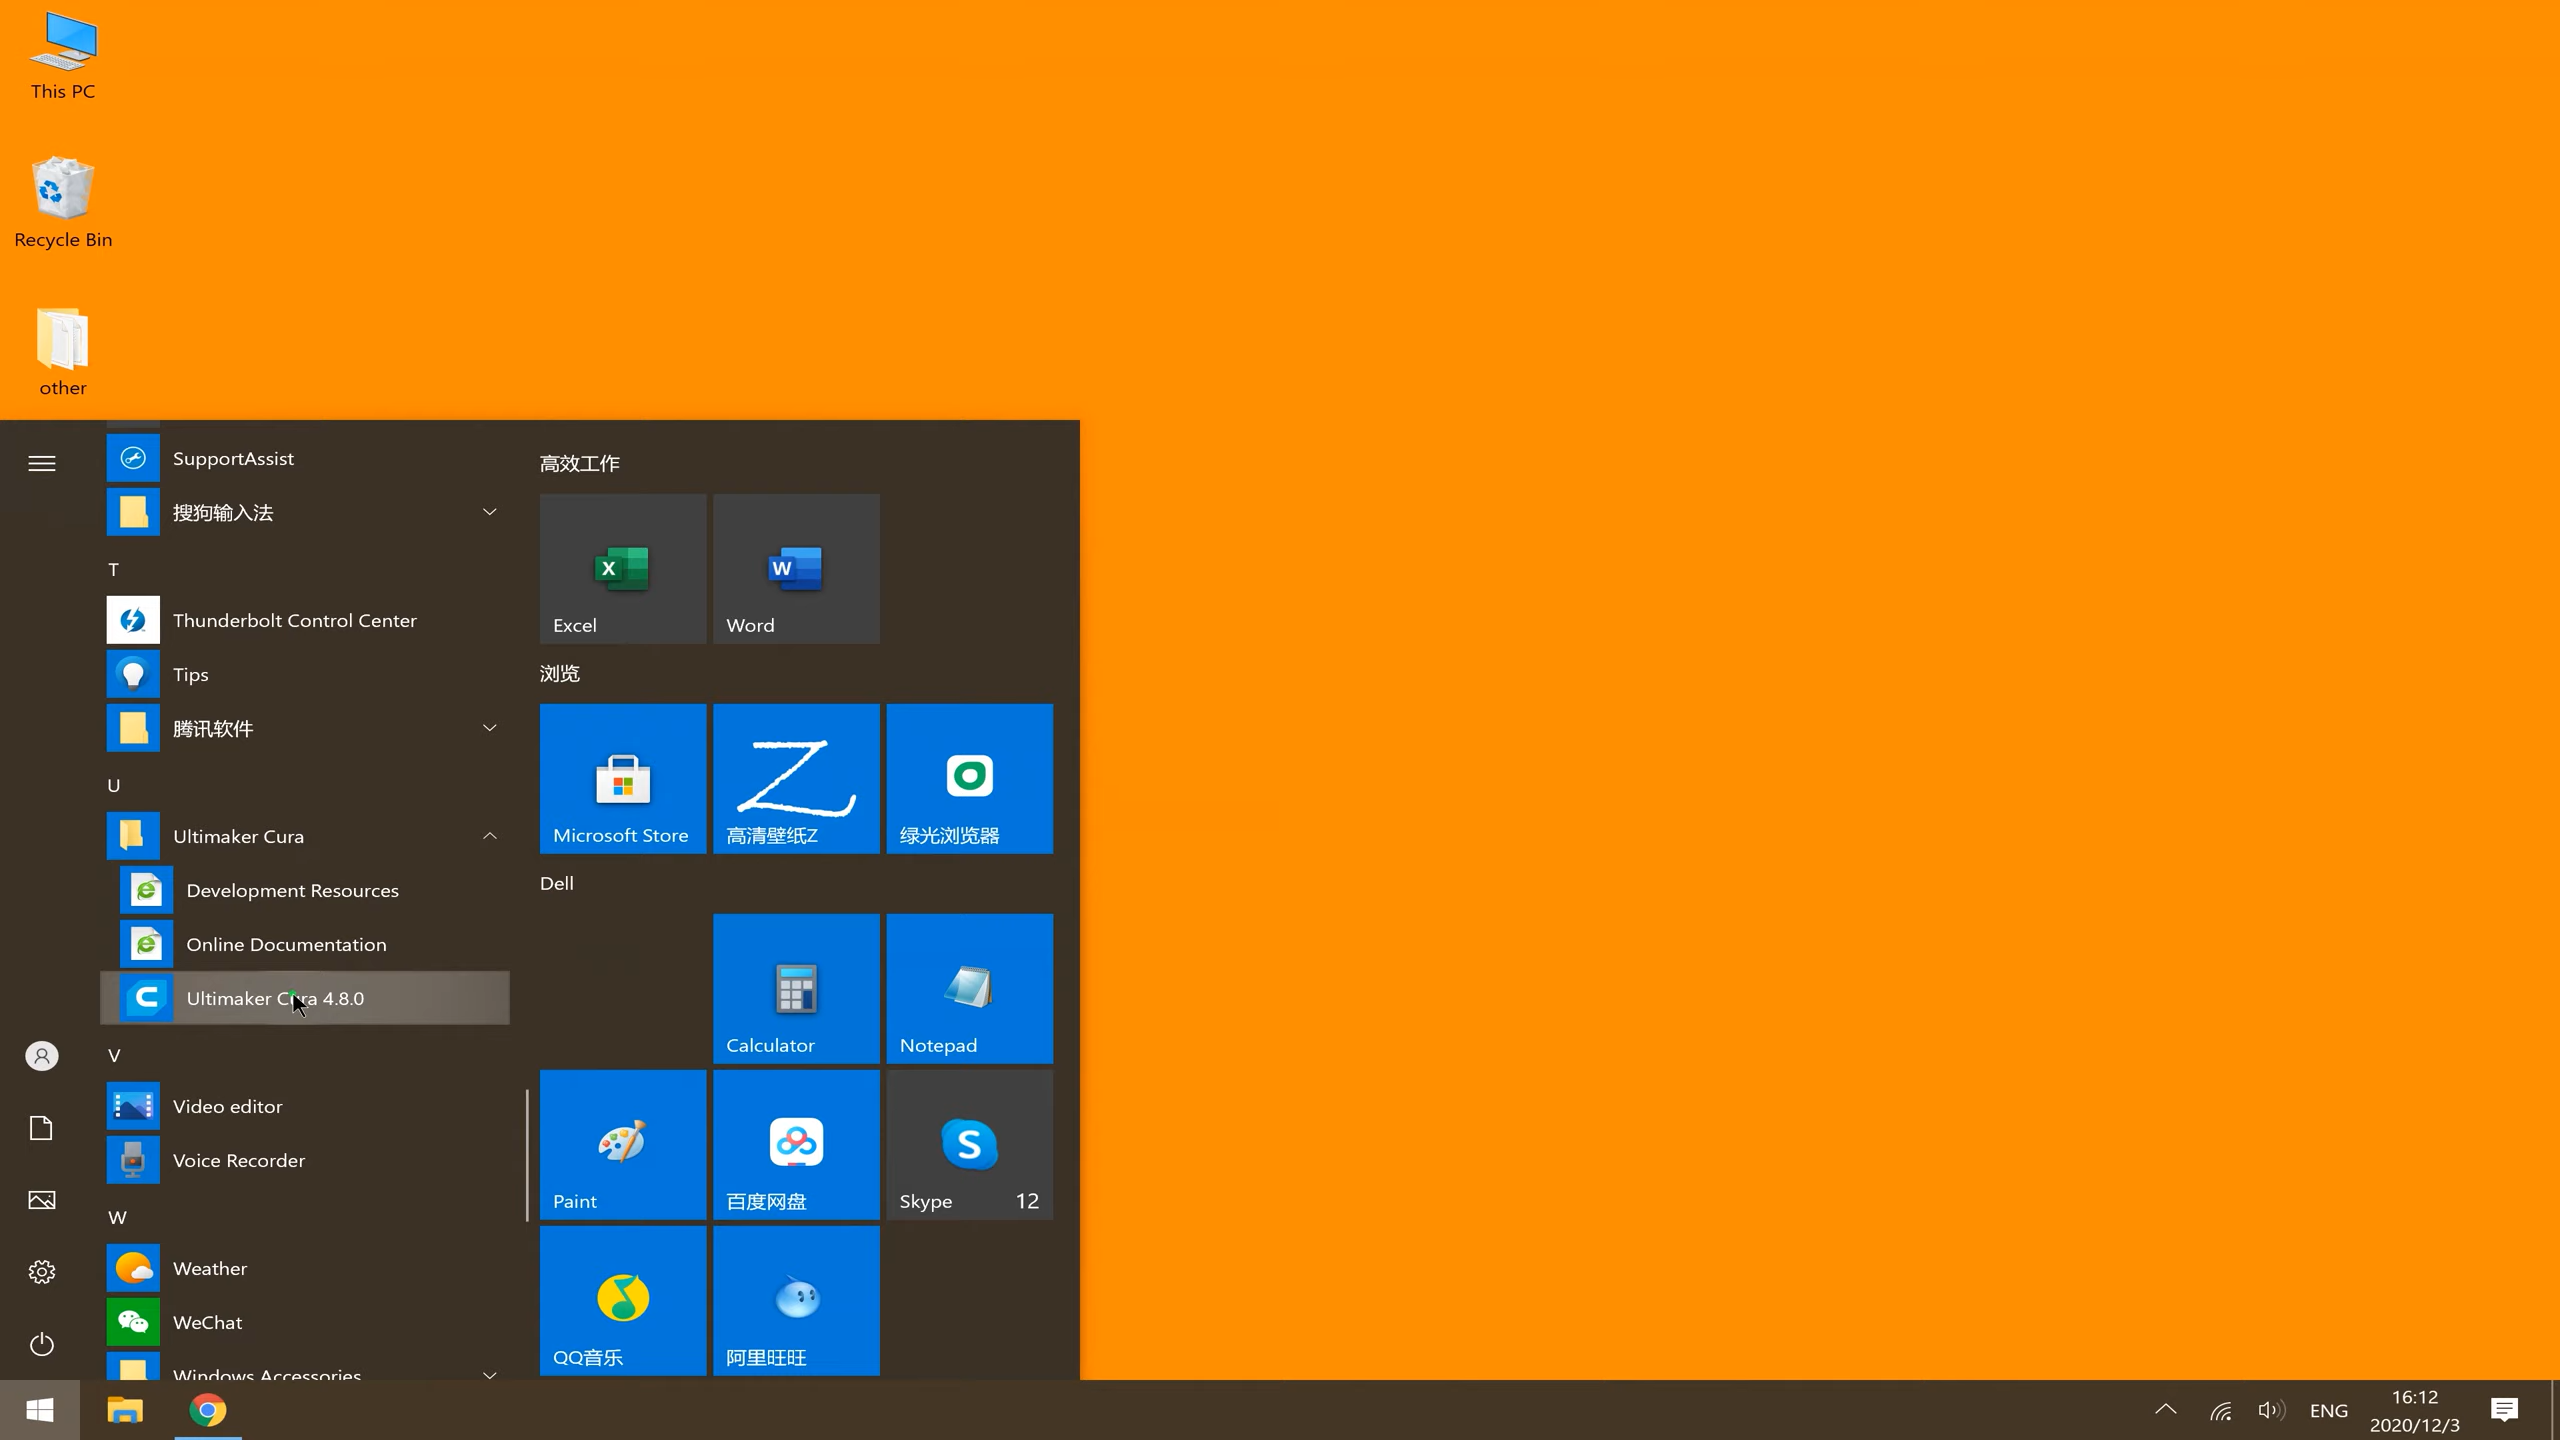 This PC
Recycle Bin
other
SupportAssist
搜狗输入法
T
Thunderbolt Control Center
Tips
腾讯软件
U
Ultimaker Cura
Development Resources
Online Documentation
Ultimaker Cura 4.8.0
V
Video editor
Voice Recorder
W
Weather
WeChat
Windows Accessories
高效工作
Excel
Word
浏览
Microsoft Store
高清壁纸Z
绿光浏览器
Dell
Calculator
Notepad
Paint
百度网盘
Skype 12
QQ音乐
阿里旺旺
ENG
16:12
2020/12/3